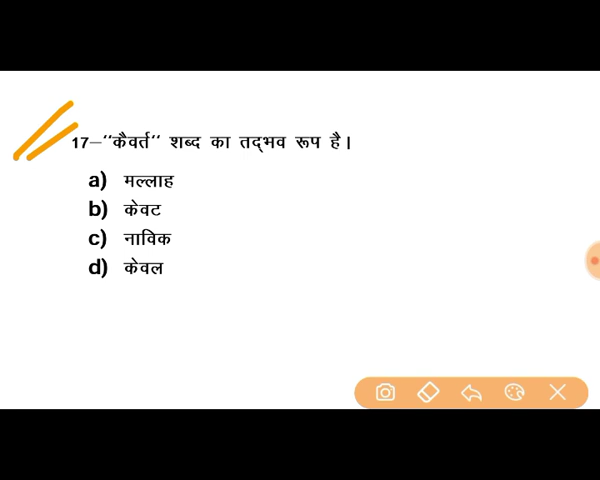 17–"कैवर्त" शब्द का तद्भव रूप है।
a) मल्लाह
b) केवट
c) नाविक
d) केवल